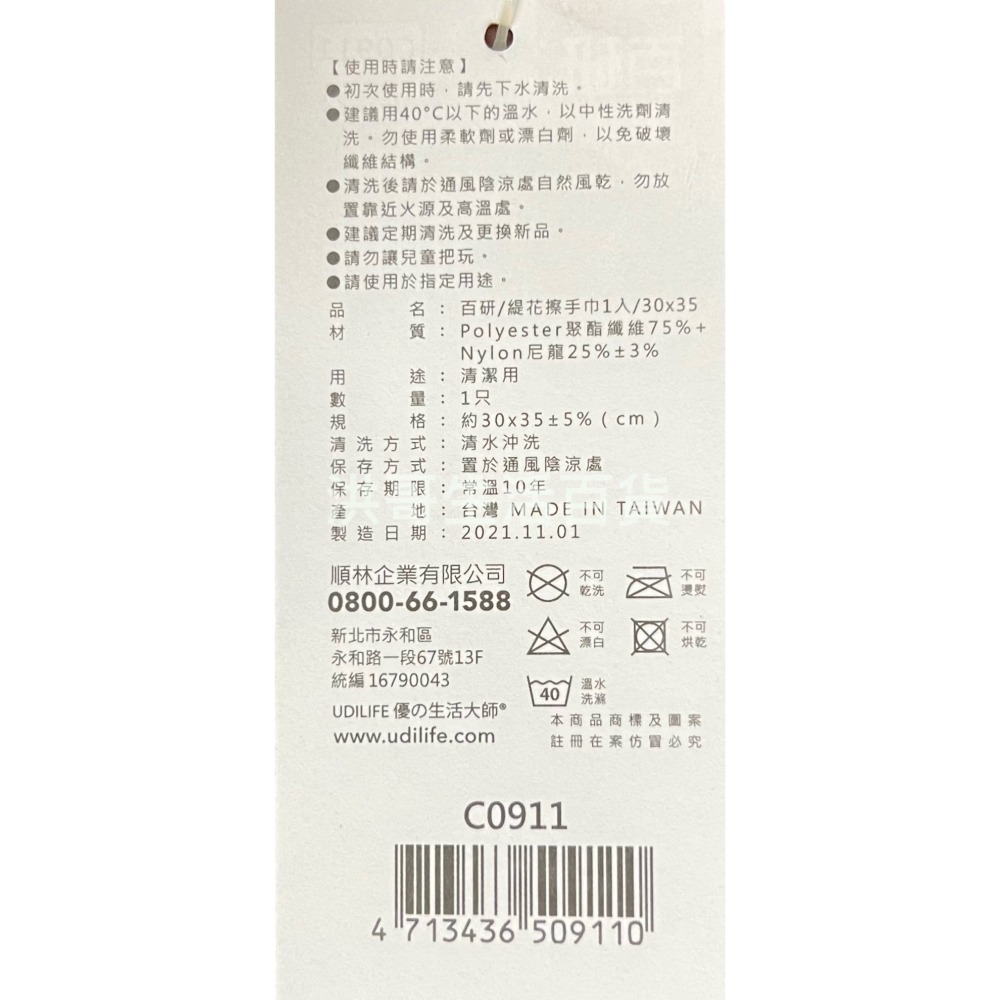 【使用時請注意】
●初次使用時，請先下水清洗。
●建議用40°C以下的溫水，以中性洗劑清
洗。勿使用柔軟劑或漂白劑，以免破壞
纖維結構。
●清洗後請於通風陰涼處自然風乾，勿放
置靠近火源及高溫處。
●建議定期清洗及更換新品。
●請勿讓兒童把玩。
●請使用於指定用途。
品名：百研/緹花擦手巾1入/30x35
材質：Polyester聚酯纖維75%+
Nylon尼龍25%±3%
用途：清潔用
數量：1只
規格：約30x35±5%(cm)
清洗方式：清水沖洗
保存方式：置於通風陰涼處
保存期限：常溫10年
產地：台灣 MADE IN TAIWAN
製造日期：2021.11.01
順林企業有限公司
0800-66-1588
新北市永和區
永和路一段67號13F
統編16790043
UDILIFE 優の生活大師®
www.udilife.com
不可
乾洗
不可
燙熨
不可
漂白
不可
烘乾
40
溫水
洗滌
本商品商標及圖案
註冊在案仿冒必究
C0911
4 713436 509110